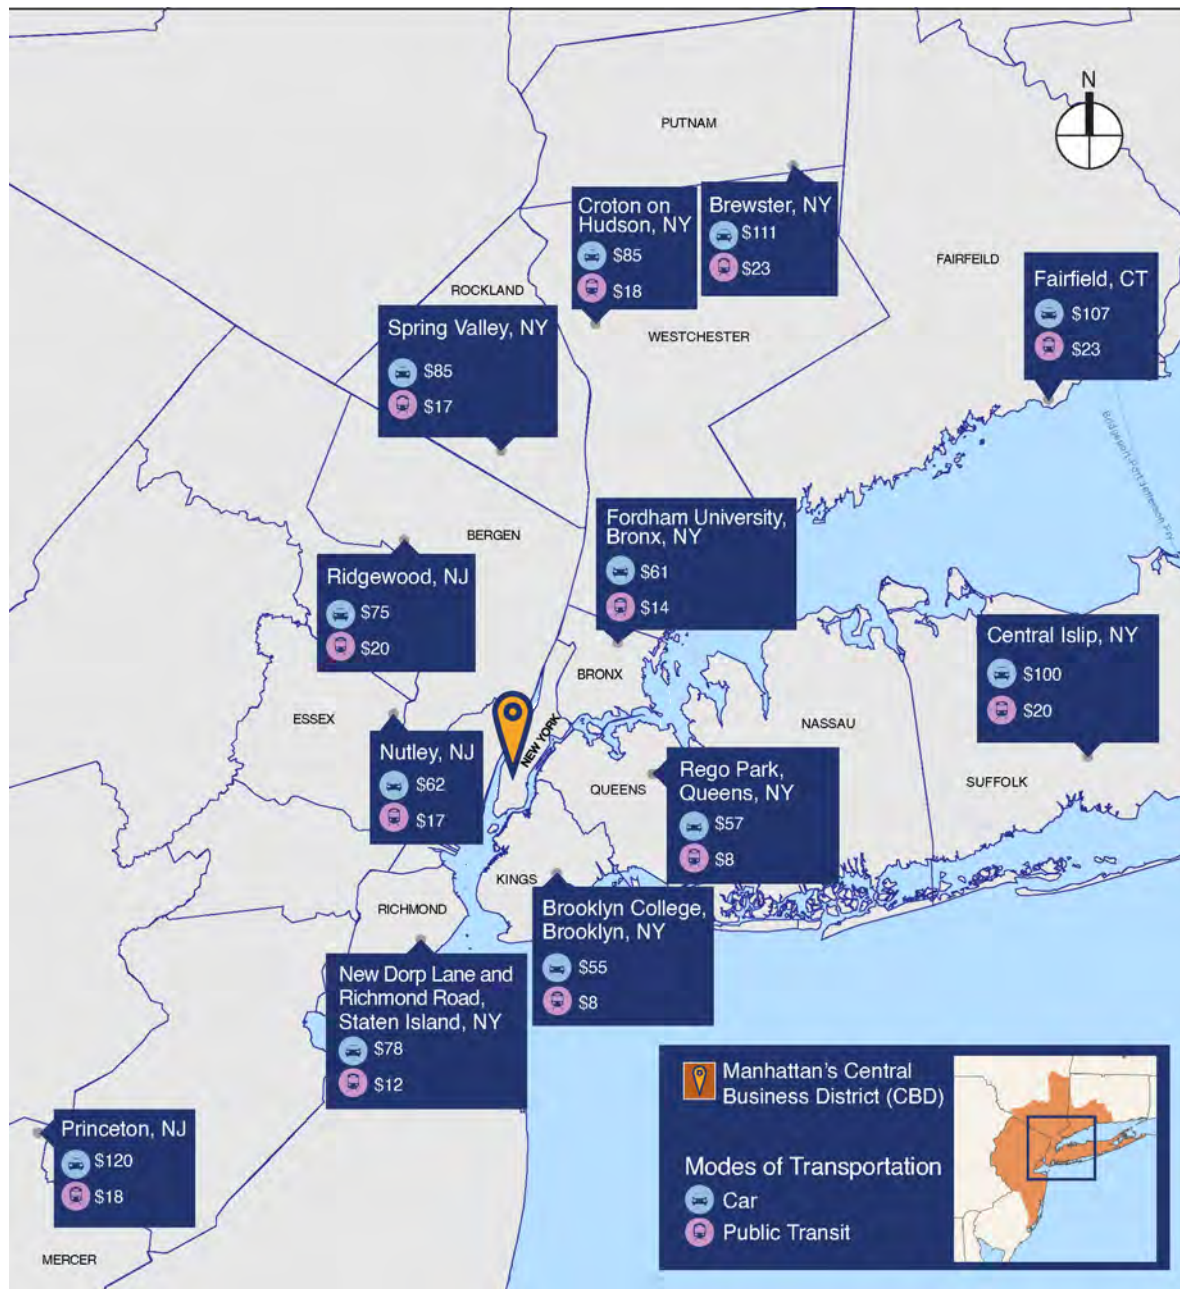 N
PUTNAM
Croton on
Hudson, NY
$85
$18
Brewster, NY
$111
$23
FAIRFEILD
Fairfield, CT
$107
$23
ROCKLAND
WESTCHESTER
Spring Valley, NY
$85
$17
Bridgeport-Port Jefferson Fry
Fordham University,
Bronx, NY
$61
$14
BERGEN
Ridgewood, NJ
$75
$20
Central Islip, NY
$100
$20
BRONX
ESSEX
NEW YORK
NASSAU
Nutley, NJ
$62
$17
QUEENS
Rego Park,
Queens, NY
$57
$8
SUFFOLK
KINGS
Brooklyn College,
Brooklyn, NY
$55
$8
RICHMOND
New Dorp Lane and
Richmond Road,
Staten Island, NY
$78
$12
Princeton, NJ
$120
$18
MERCER
Manhattan's Central
Business District (CBD)
Modes of Transportation
Car
Public Transit